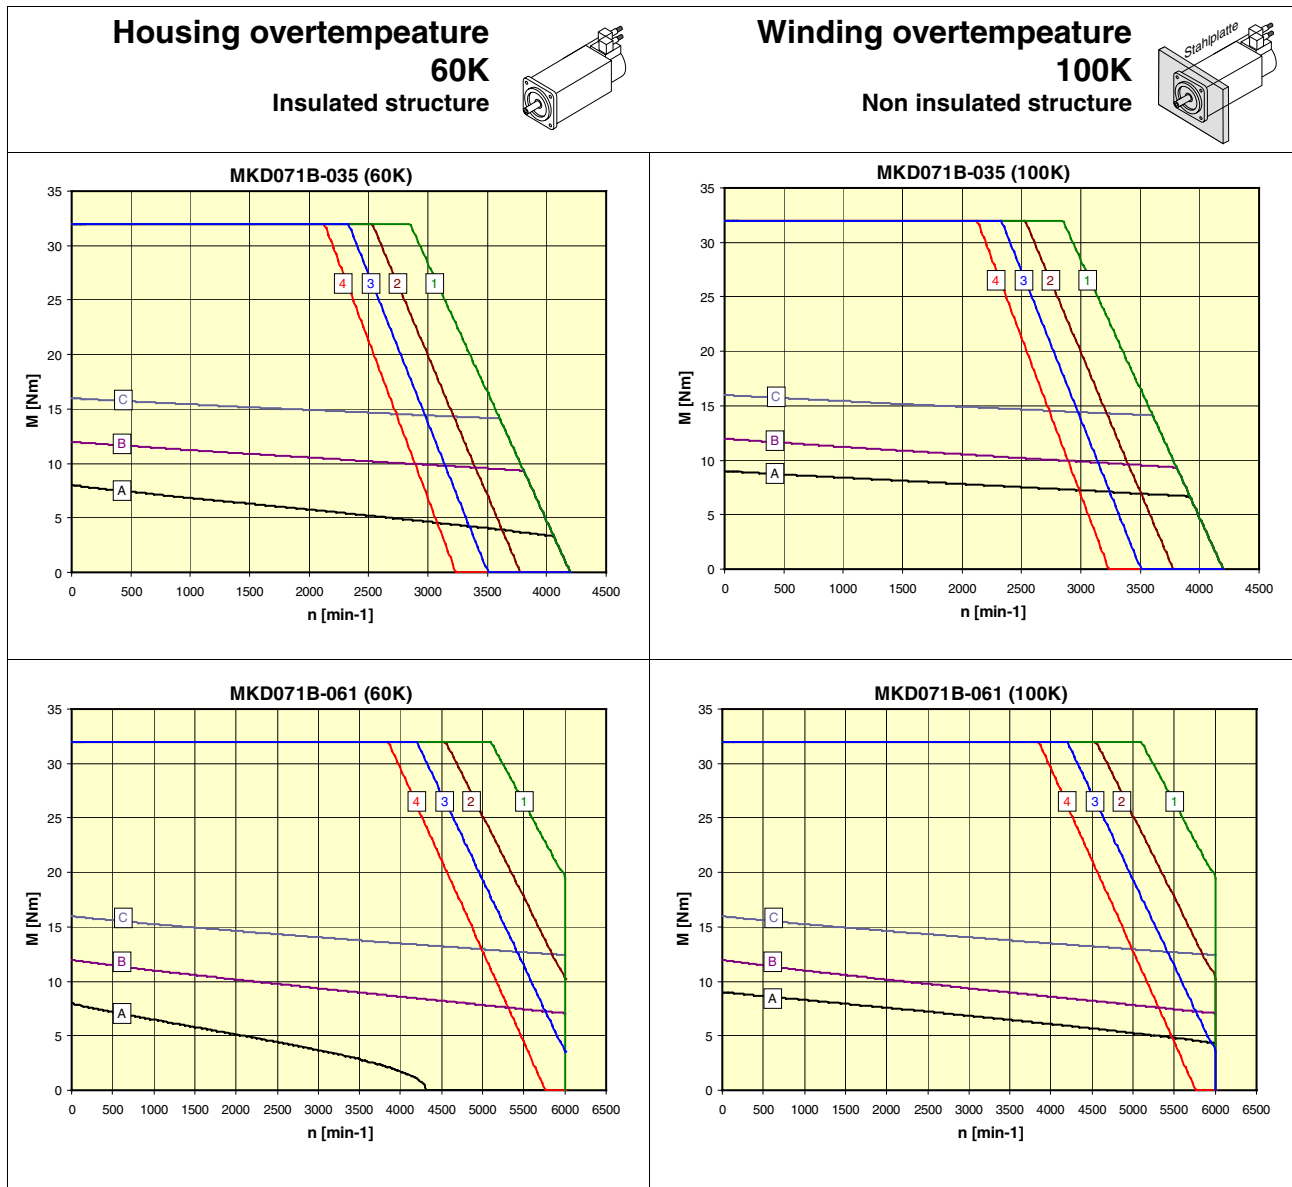 Housing overtempeature
60K
Insulated structure
Winding overtempeature
100K
Non insulated structure
Stahlplatte
MKD071B-035 (60K)
M [Nm]
35
30
25
20
15
10
5
0
4
3
2
1
C
B
A
0 500 1000 1500 2000 2500 3000 3500 4000 4500
n [min-1]
MKD071B-035 (100K)
M [Nm]
35
30
25
20
15
10
5
0
4
3
2
1
C
B
A
0 500 1000 1500 2000 2500 3000 3500 4000 4500
n [min-1]
MKD071B-061 (60K)
M [Nm]
35
30
25
20
15
10
5
0
4
3
2
1
C
B
A
0 500 1000 1500 2000 2500 3000 3500 4000 4500 5000 5500 6000 6500
n [min-1]
MKD071B-061 (100K)
M [Nm]
35
30
25
20
15
10
5
0
4
3
2
1
C
B
A
0 500 1000 1500 2000 2500 3000 3500 4000 4500 5000 5500 6000 6500
n [min-1]